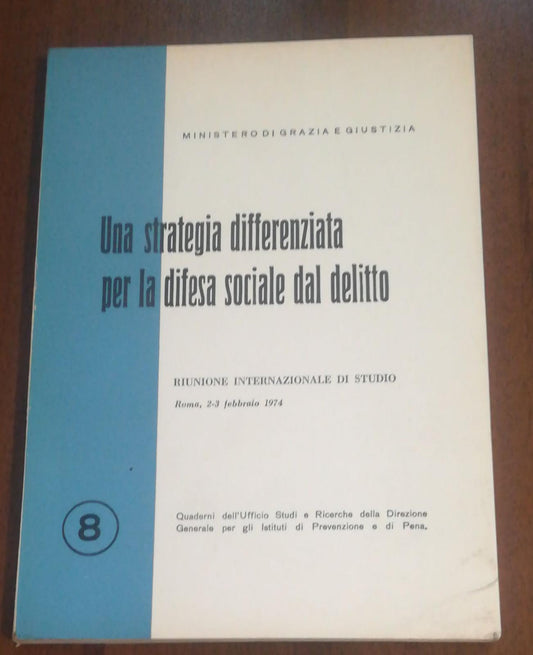 MINISTERO DI GRAZIA E GIUSTIZIA
Una strategia differenziata
per la difesa sociale dal delitto
RIUNIONE INTERNAZIONALE DI STUDIO
Roma, 2-3 febbraio 1974
8
Quaderni dell'Ufficio Studi e Ricerche della Direzione
Generale per gli Istituti di Prevenzione e di Pena.